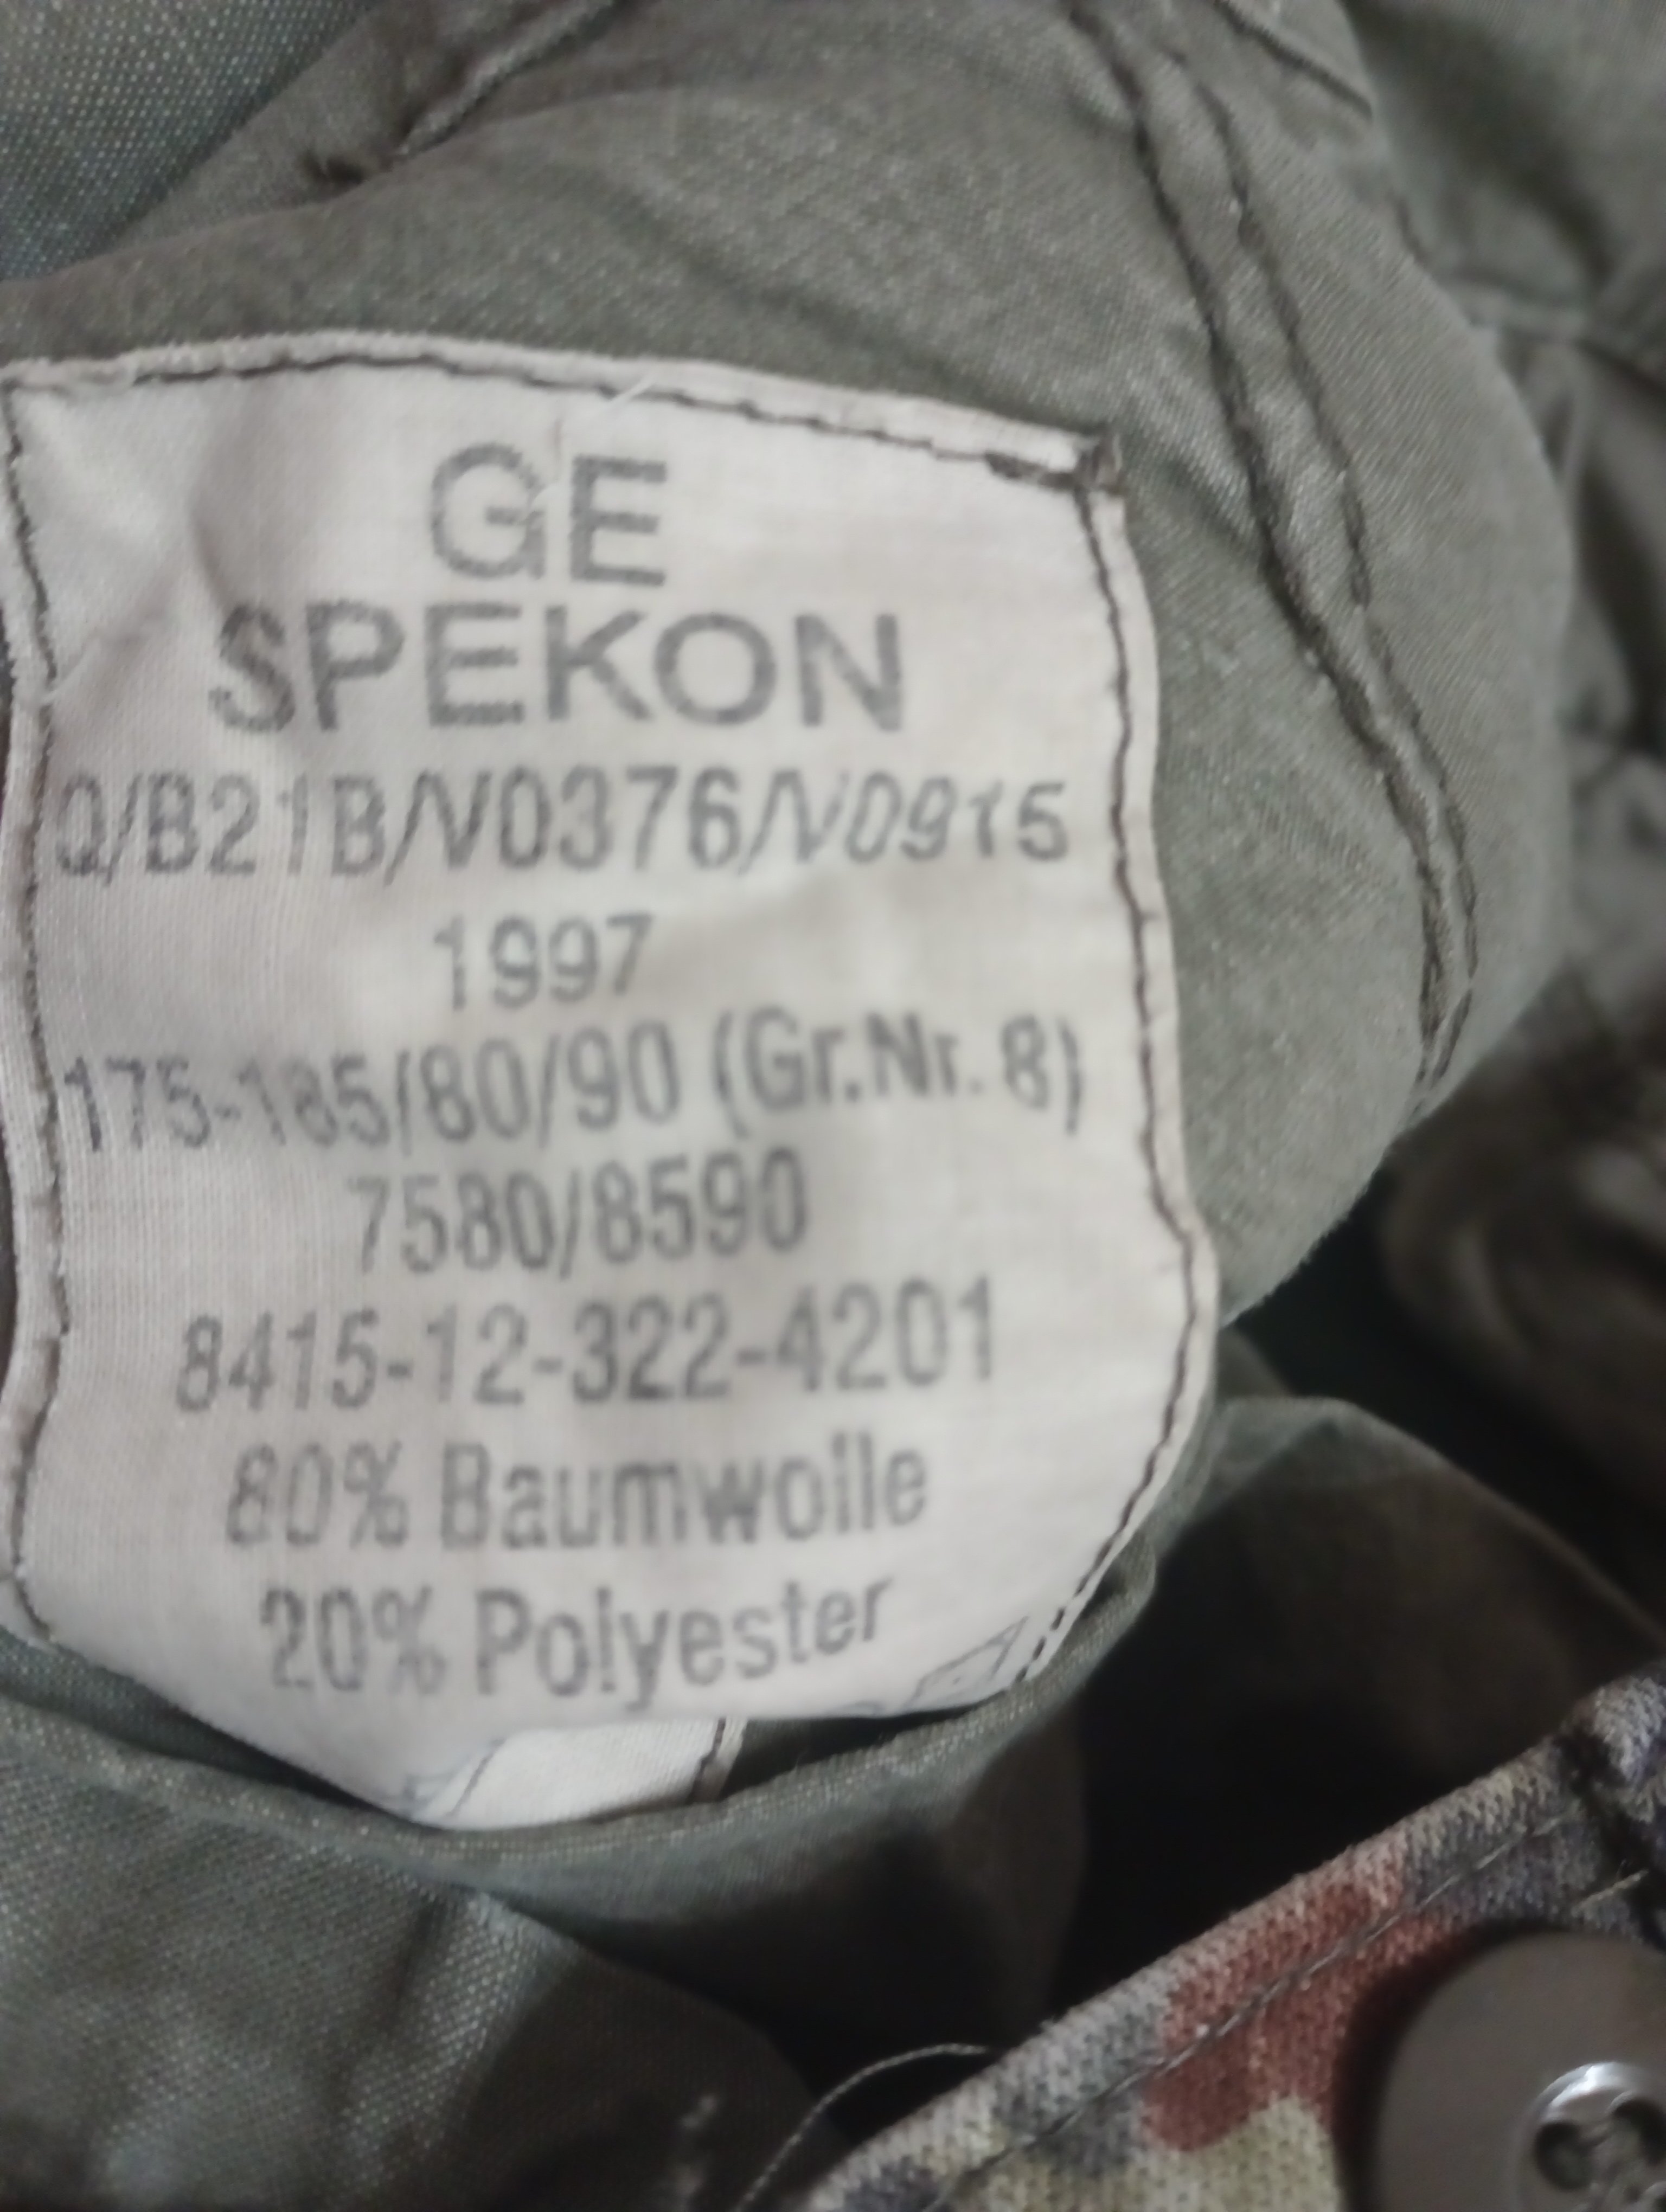 GE
SPEKON
Q/B21B/V0376/V0915
1997
175-185/80/90 (Gr.Nr. 8)
7580/8590
8415-12-322-4201
80% Baumwolle
20% Polyester